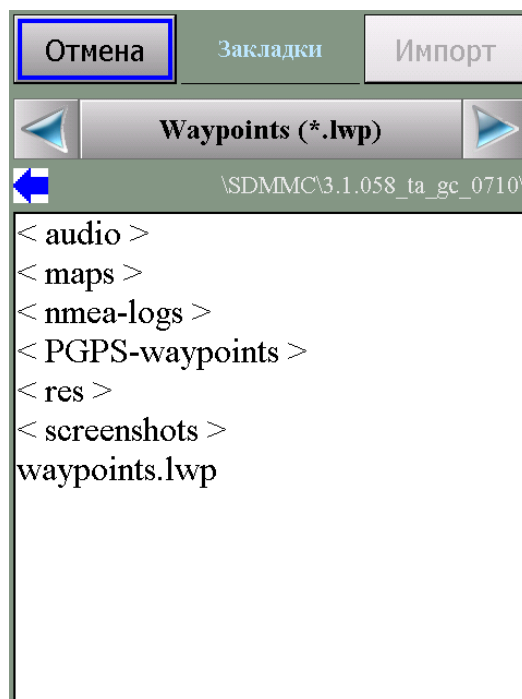 Отмена
Закладки
Импорт
Waypoints (*.lwp)
\SDMMC\3.1.058_ta_gc_0710\
< audio >
< maps >
< nmea-logs >
< PGPS-waypoints >
< res >
< screenshots >
waypoints.lwp